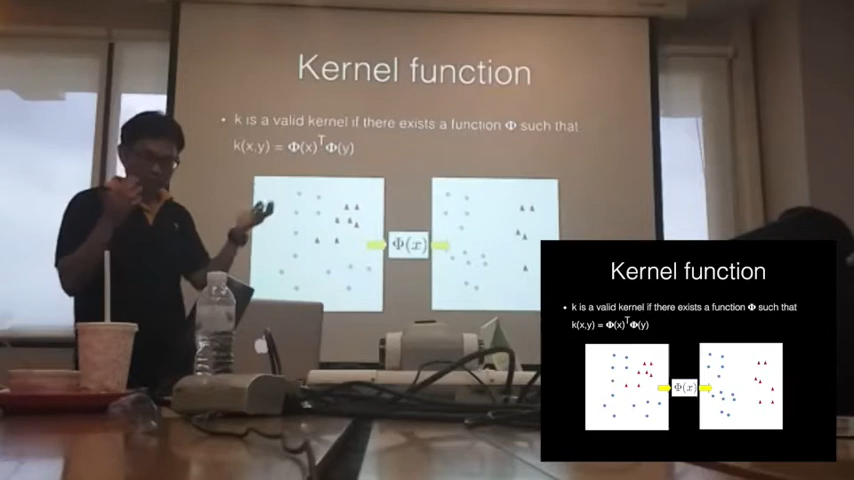 Kernel function
• k is a valid kernel if there exists a function Φ such that
k(x,y) = Φ(x)ᵀΦ(y)
Φ(x)
Kernel function
• k is a valid kernel if there exists a function Φ such that
k(x,y) = Φ(x)ᵀΦ(y)
Φ(x)